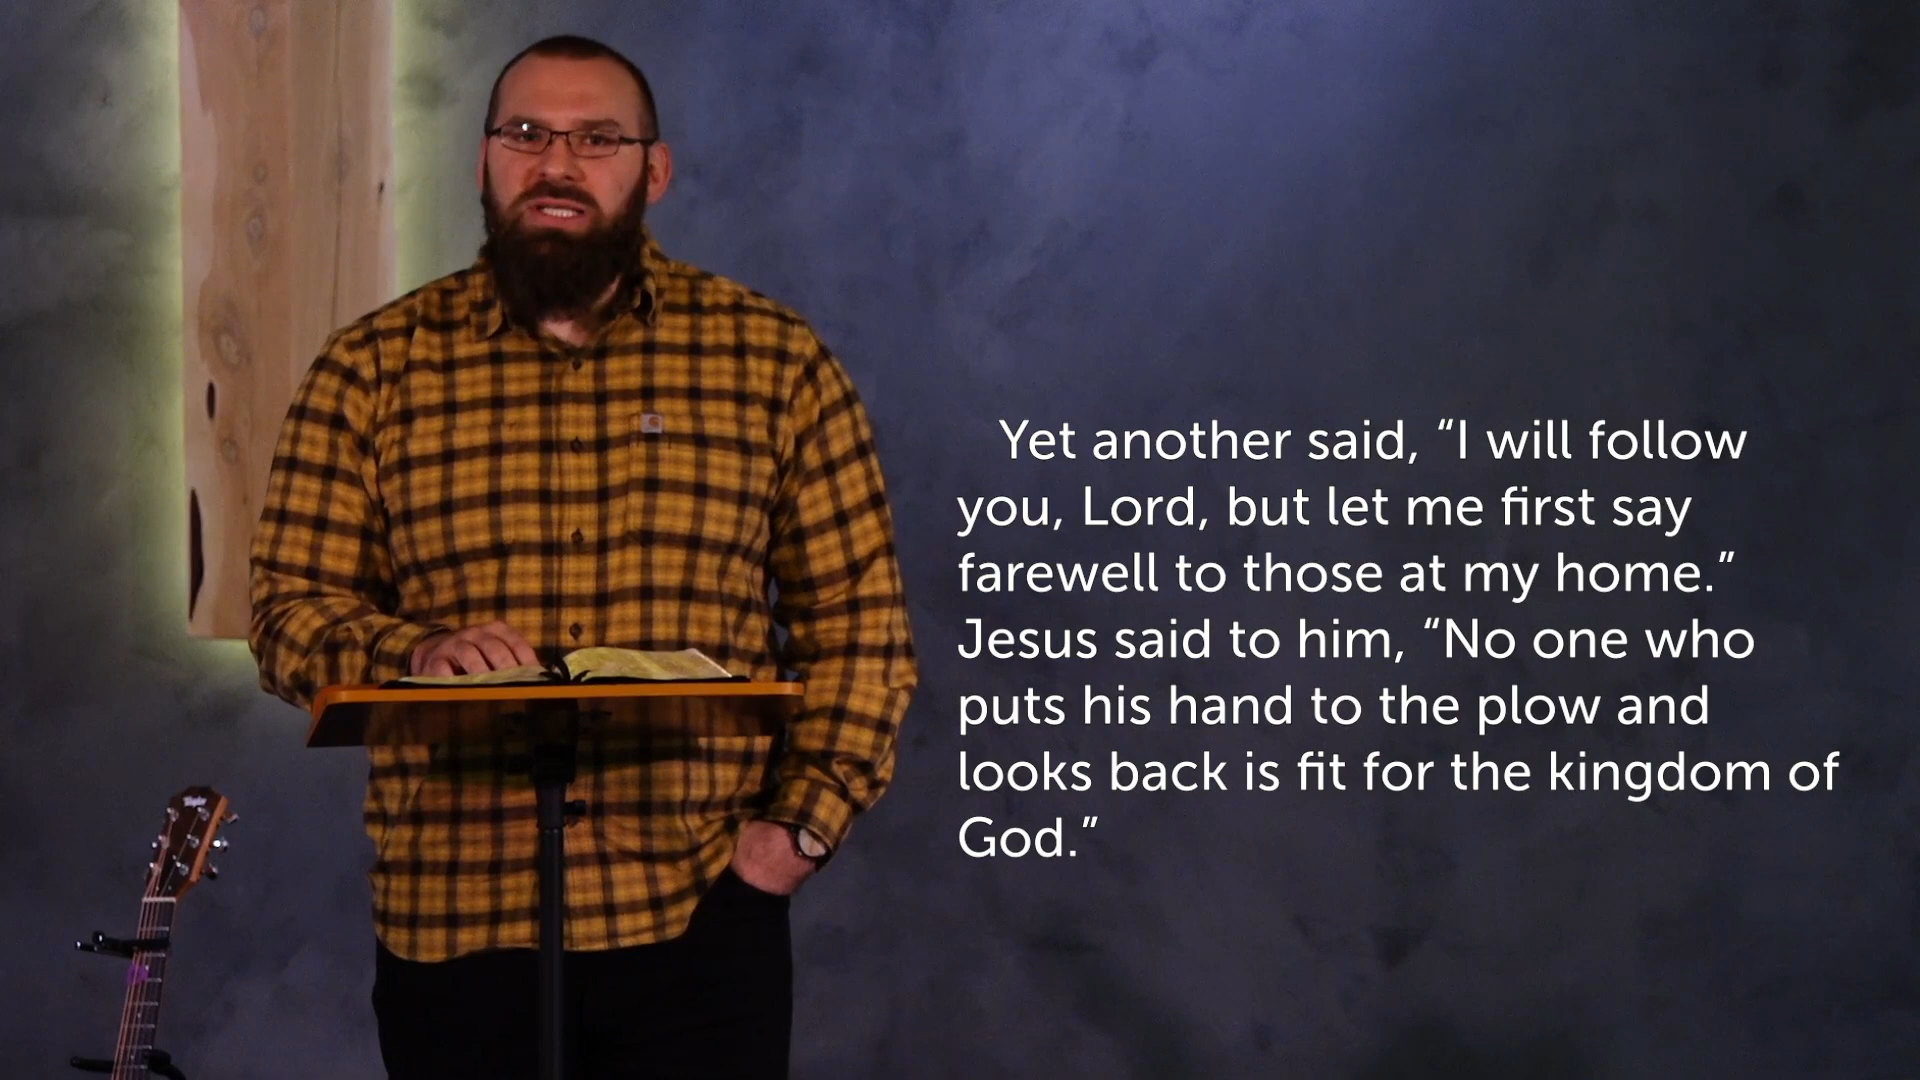 Yet another said, “I will follow
you, Lord, but let me first say
farewell to those at my home.”
Jesus said to him, “No one who
puts his hand to the plow and
looks back is fit for the kingdom of
God.”
Taylor